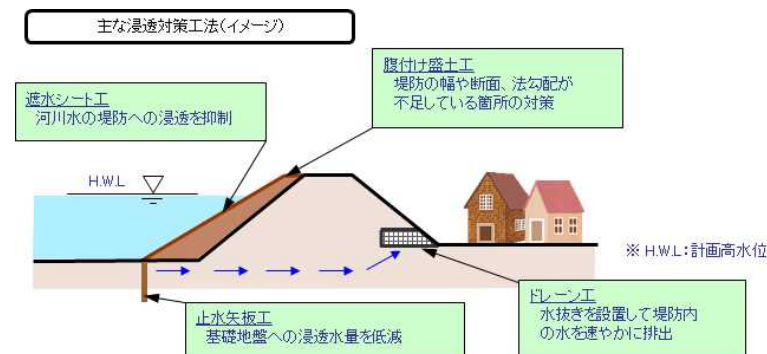 主な浸透対策工法(イメージ)
腹付け盛土工
堤防の幅や断面、法勾配が
不足している箇所の対策
遮水シート工
河川水の堤防への浸透を抑制
H.W.L
※ H.W.L:計画高水位
止水矢板工
基礎地盤への浸透水量を低減
ドレーン工
水抜きを設置して堤防内
の水を速やかに排出